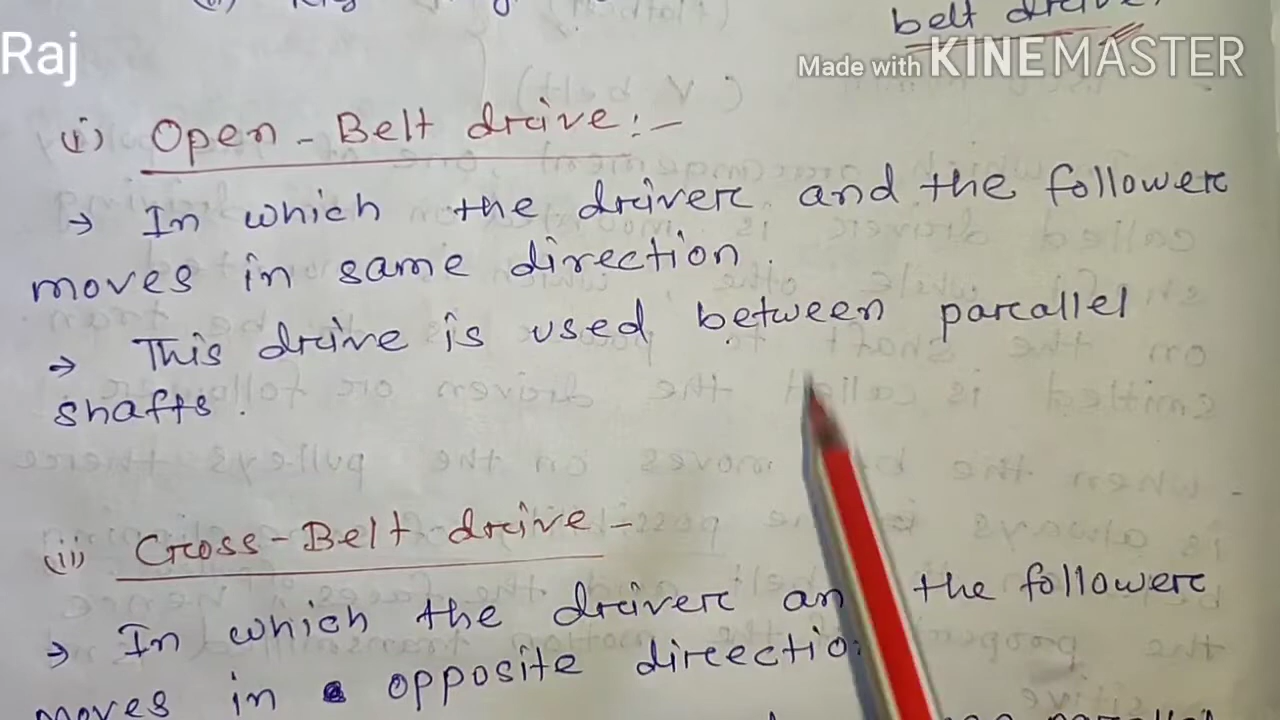 belt drive.
Raj
Made with KINEMASTER
(i) Open - Belt drive :-
→ In which the driver and the follower
moves in same direction.
→ This drive is used between parallel
shafts.
(ii) Cross - Belt drive -
→ In which the driver an the follower
moves in opposite directio